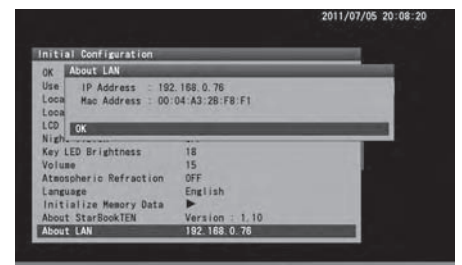 2011/07/05 20:08:20
Initial Configuration
OK
About LAN
Use
IP Address : 192.168.0.76
Loca
Mac Address : 00:04:A3:2B:F8:F1
Loca
LCD
OK
Nigh
Key LED Brightness 18
Volume 15
Atmospheric Refraction OFF
Language English
Initialize Memory Data ▶
About StarBookTEN Version : 1.10
About LAN 192.168.0.76